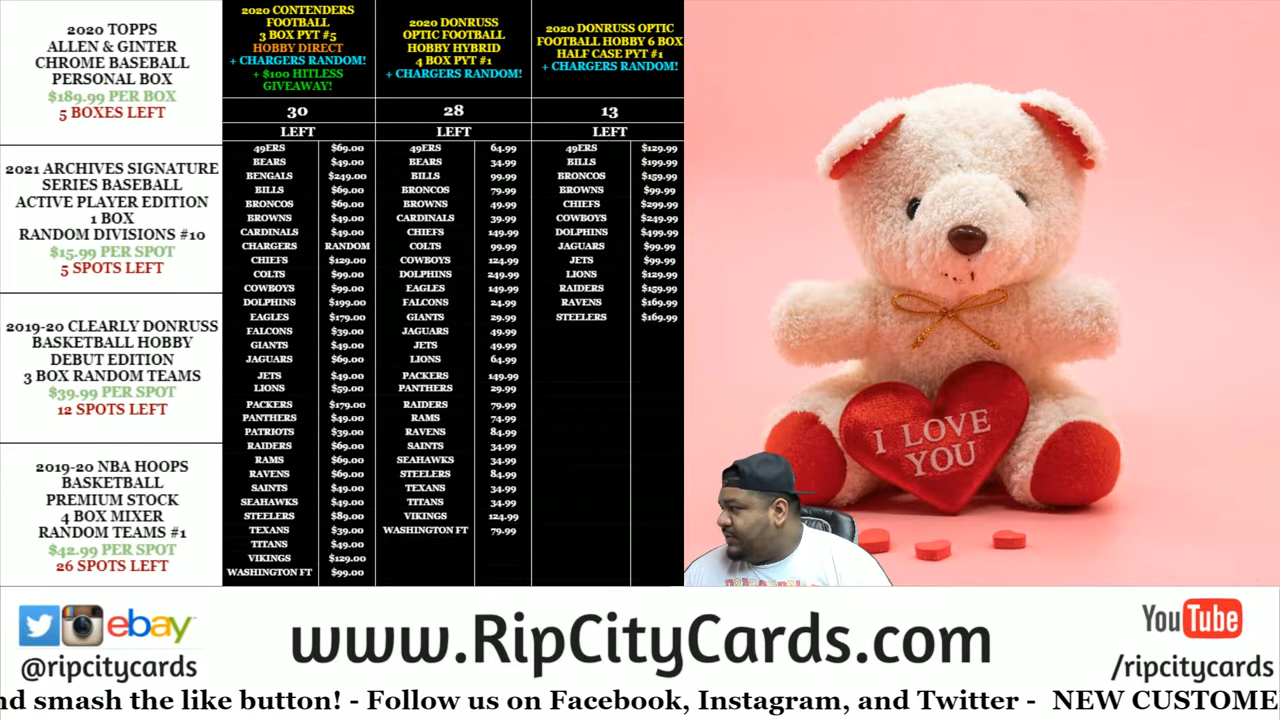 2020 TOPPS
ALLEN & GINTER
CHROME BASEBALL
PERSONAL BOX
$189.99 PER BOX
5 BOXES LEFT
2021 ARCHIVES SIGNATURE
SERIES BASEBALL
ACTIVE PLAYER EDITION
1 BOX
RANDOM DIVISIONS #10
$15.99 PER SPOT
5 SPOTS LEFT
2019-20 CLEARLY DONRUSS
BASKETBALL HOBBY
DEBUT EDITION
3 BOX RANDOM TEAMS
$39.99 PER SPOT
12 SPOTS LEFT
2019-20 NBA HOOPS
BASKETBALL
PREMIUM STOCK
4 BOX MIXER
RANDOM TEAMS #1
$42.99 PER SPOT
26 SPOTS LEFT
2020 CONTENDERS
FOOTBALL
3 BOX PYT #5
HOBBY DIRECT
+ CHARGERS RANDOM!
+ $100 HITLESS
GIVEAWAY!
30
LEFT
49ERS $69.00
BEARS $49.00
BENGALS $249.00
BILLS $69.00
BRONCOS $69.00
BROWNS $49.00
CARDINALS $49.00
CHARGERS RANDOM
CHIEFS $129.00
COLTS $99.00
COWBOYS $99.00
DOLPHINS $199.00
EAGLES $179.00
FALCONS $39.00
GIANTS $49.00
JAGUARS $69.00
JETS $49.00
LIONS $59.00
PACKERS $179.00
PANTHERS $49.00
PATRIOTS $39.00
RAIDERS $69.00
RAMS $69.00
RAVENS $69.00
SAINTS $49.00
SEAHAWKS $49.00
STEELERS $89.00
TEXANS $39.00
TITANS $49.00
VIKINGS $129.00
WASHINGTON FT $99.00
2020 DONRUSS
OPTIC FOOTBALL
HOBBY HYBRID
4 BOX PYT #1
+ CHARGERS RANDOM!
28
LEFT
49ERS 64.99
BEARS 34.99
BILLS 99.99
BRONCOS 79.99
BROWNS 49.99
CARDINALS 39.99
CHIEFS 149.99
COLTS 99.99
COWBOYS 124.99
DOLPHINS 249.99
EAGLES 149.99
FALCONS 24.99
GIANTS 29.99
JAGUARS 49.99
JETS 49.99
LIONS 64.99
PACKERS 149.99
PANTHERS 29.99
RAIDERS 79.99
RAMS 74.99
RAVENS 84.99
SAINTS 34.99
SEAHAWKS 34.99
STEELERS 84.99
TEXANS 34.99
TITANS 34.99
VIKINGS 124.99
WASHINGTON FT 79.99
2020 DONRUSS OPTIC
FOOTBALL HOBBY 6 BOX
HALF CASE PYT #1
+ CHARGERS RANDOM!
13
LEFT
49ERS $129.99
BILLS $199.99
BRONCOS $159.99
BROWNS $99.99
CHIEFS $299.99
COWBOYS $249.99
DOLPHINS $499.99
JAGUARS $99.99
JETS $99.99
LIONS $129.99
RAIDERS $159.99
RAVENS $169.99
STEELERS $169.99
I LOVE
YOU
ebay
@ripcitycards
www.RipCityCards.com
YouTube
/ripcitycards
nd smash the like button! - Follow us on Facebook, Instagram, and Twitter - NEW CUSTOME